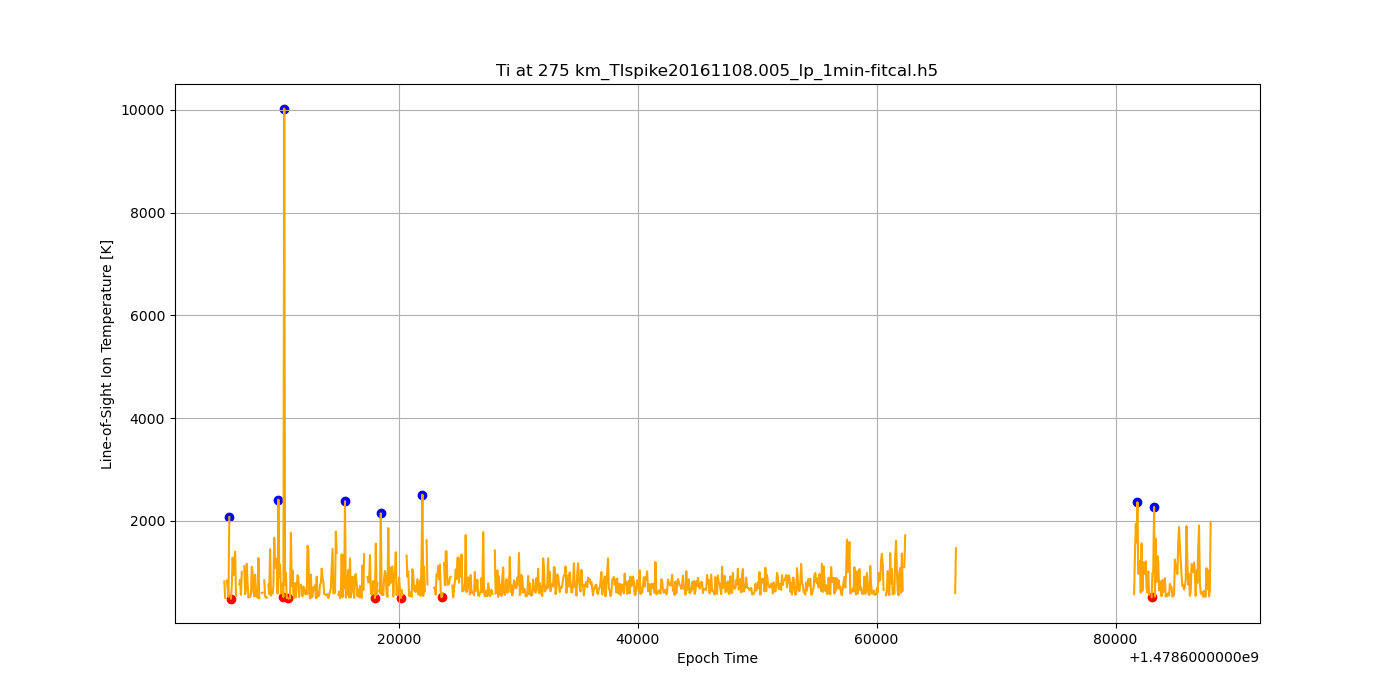 Ti at 275 km_TIspike20161108.005_lp_1min-fitcal.h5
10000
8000
6000
4000
2000
Line-of-Sight Ion Temperature [K]
20000 40000 60000 80000
Epoch Time
+1.4786000000e9